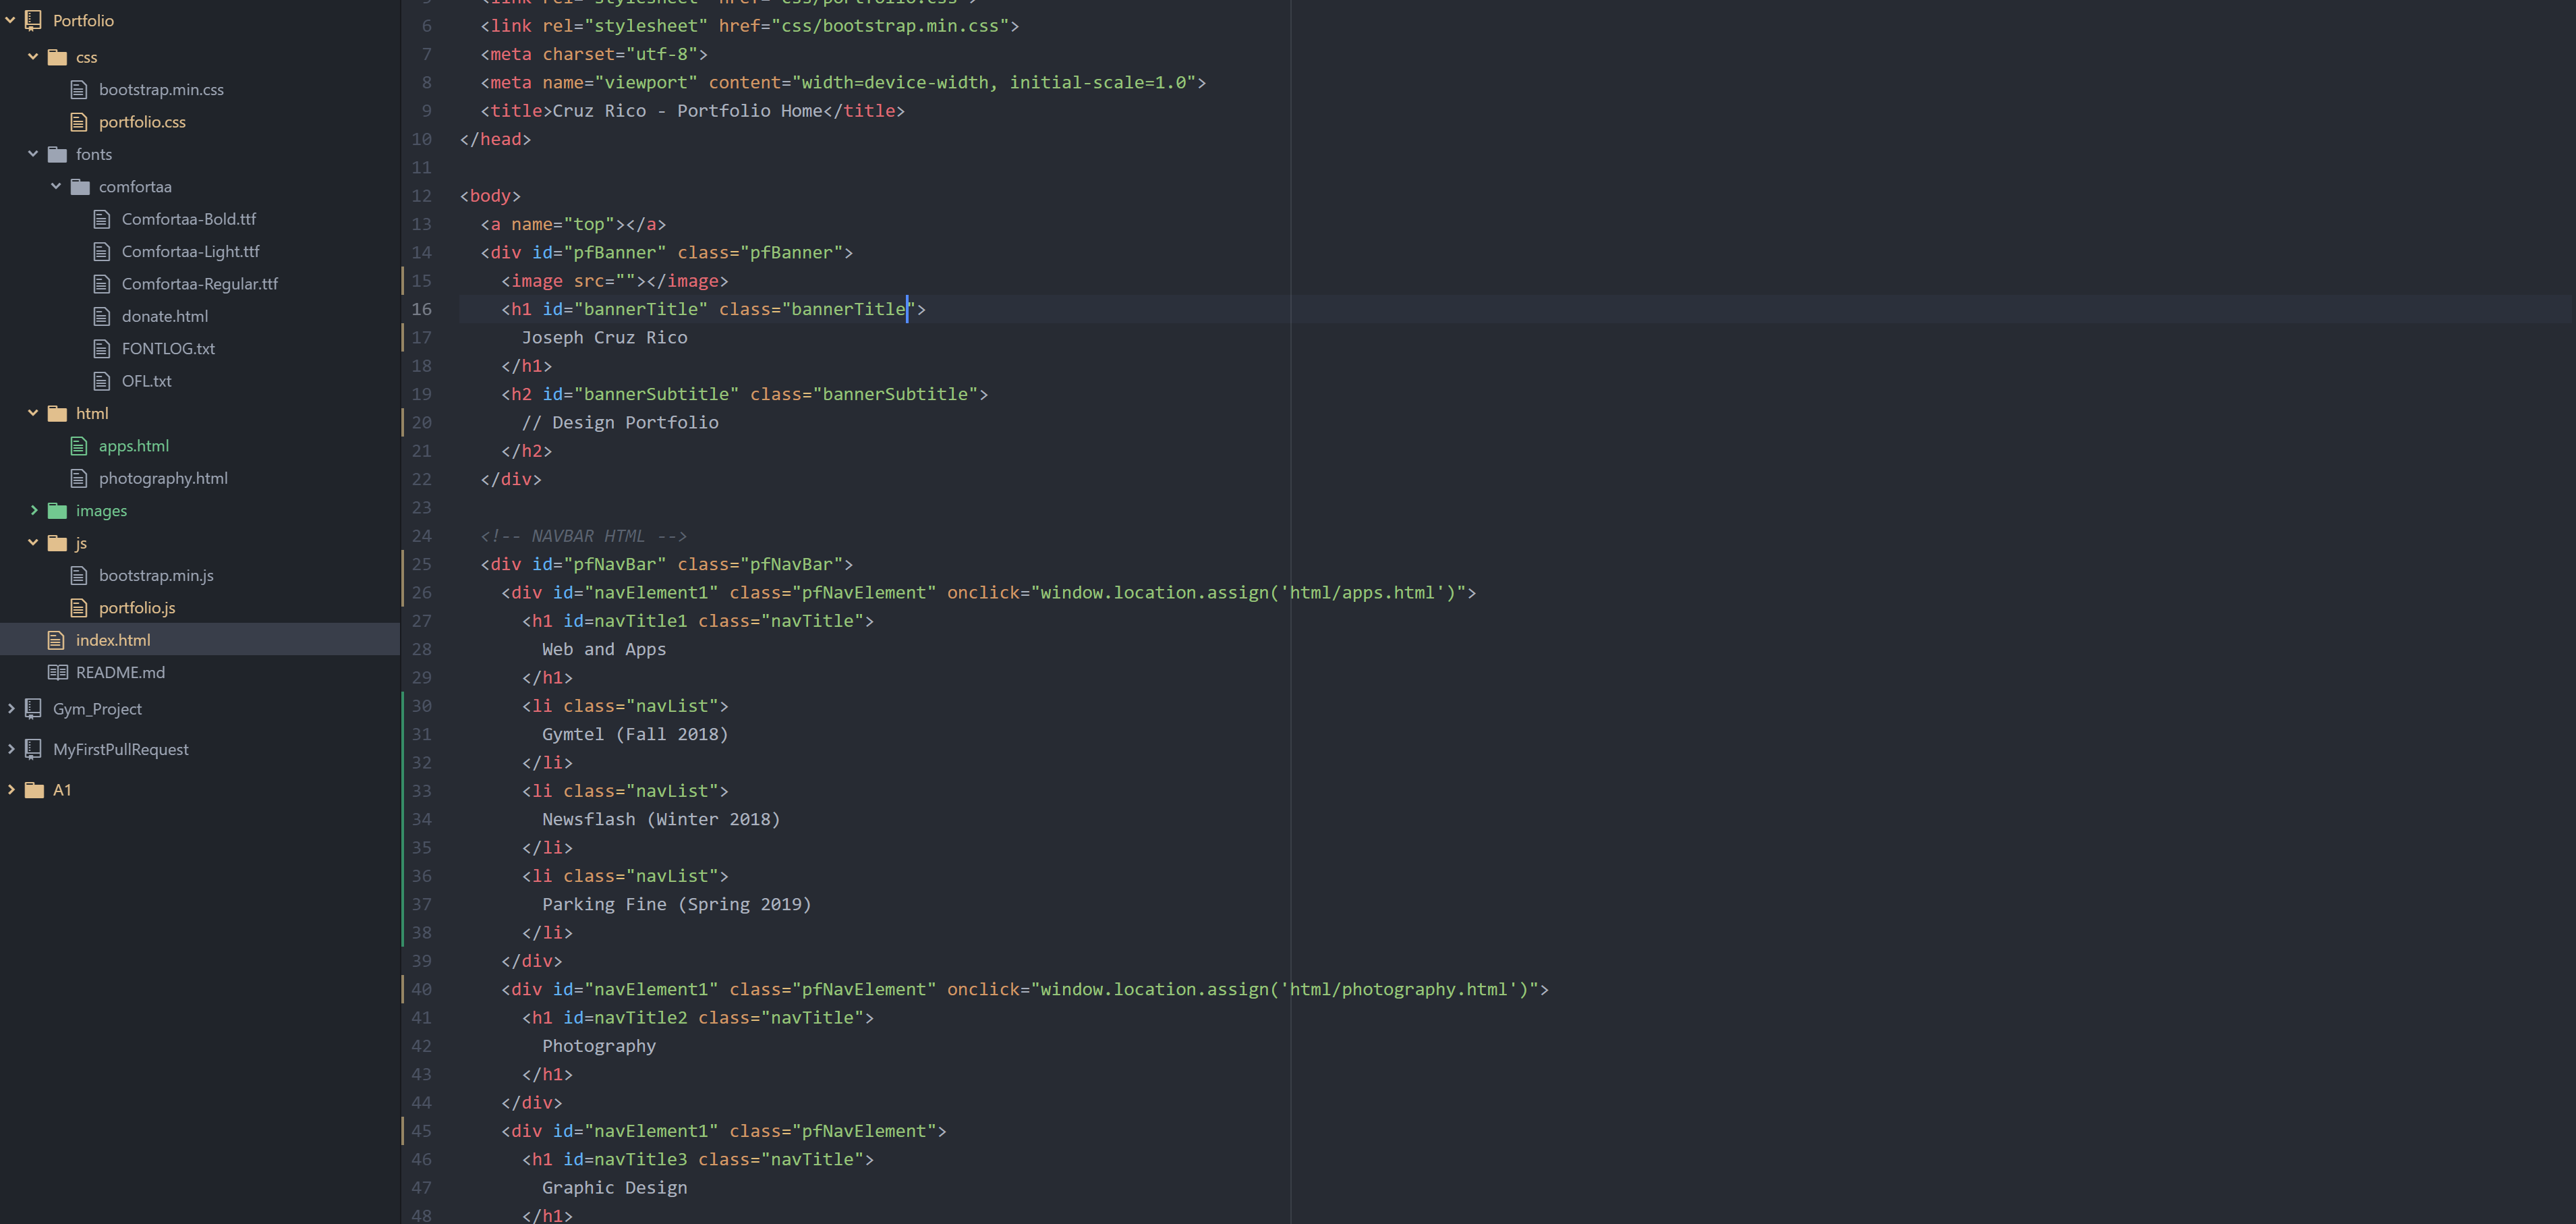 Portfolio
css
bootstrap.min.css
portfolio.css
fonts
comfortaa
Comfortaa-Bold.ttf
Comfortaa-Light.ttf
Comfortaa-Regular.ttf
donate.html
FONTLOG.txt
OFL.txt
html
apps.html
photography.html
images
js
bootstrap.min.js
portfolio.js
index.html
README.md
Gym_Project
MyFirstPullRequest
A1
5 <link rel="stylesheet" href="css/portfolio.css">
6 <link rel="stylesheet" href="css/bootstrap.min.css">
7 <meta charset="utf-8">
8 <meta name="viewport" content="width=device-width, initial-scale=1.0">
9 <title>Cruz Rico - Portfolio Home</title>
10 </head>
11
12 <body>
13 <a name="top"></a>
14 <div id="pfBanner" class="pfBanner">
15 <image src=""></image>
16 <h1 id="bannerTitle" class="bannerTitle">
17 Joseph Cruz Rico
18 </h1>
19 <h2 id="bannerSubtitle" class="bannerSubtitle">
20 // Design Portfolio
21 </h2>
22 </div>
23
24 <!-- NAVBAR HTML -->
25 <div id="pfNavBar" class="pfNavBar">
26 <div id="navElement1" class="pfNavElement" onclick="window.location.assign('html/apps.html')">
27 <h1 id=navTitle1 class="navTitle">
28 Web and Apps
29 </h1>
30 <li class="navList">
31 Gymtel (Fall 2018)
32 </li>
33 <li class="navList">
34 Newsflash (Winter 2018)
35 </li>
36 <li class="navList">
37 Parking Fine (Spring 2019)
38 </li>
39 </div>
40 <div id="navElement1" class="pfNavElement" onclick="window.location.assign('html/photography.html')">
41 <h1 id=navTitle2 class="navTitle">
42 Photography
43 </h1>
44 </div>
45 <div id="navElement1" class="pfNavElement">
46 <h1 id=navTitle3 class="navTitle">
47 Graphic Design
48 </h1>